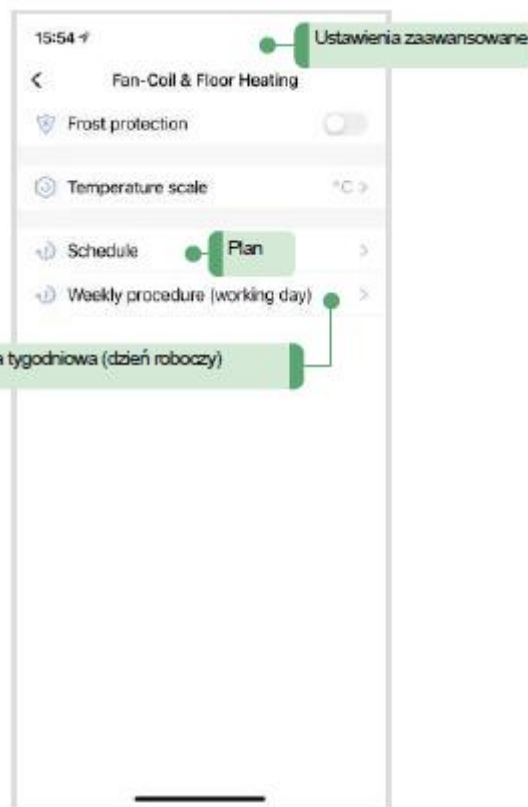 15:54
Ustawienia zaawansowane
Fan-Coil & Floor Heating
Frost protection
Temperature scale °C
Schedule
Plan
Weekly procedure (working day)
tygodniowa (dzień roboczy)